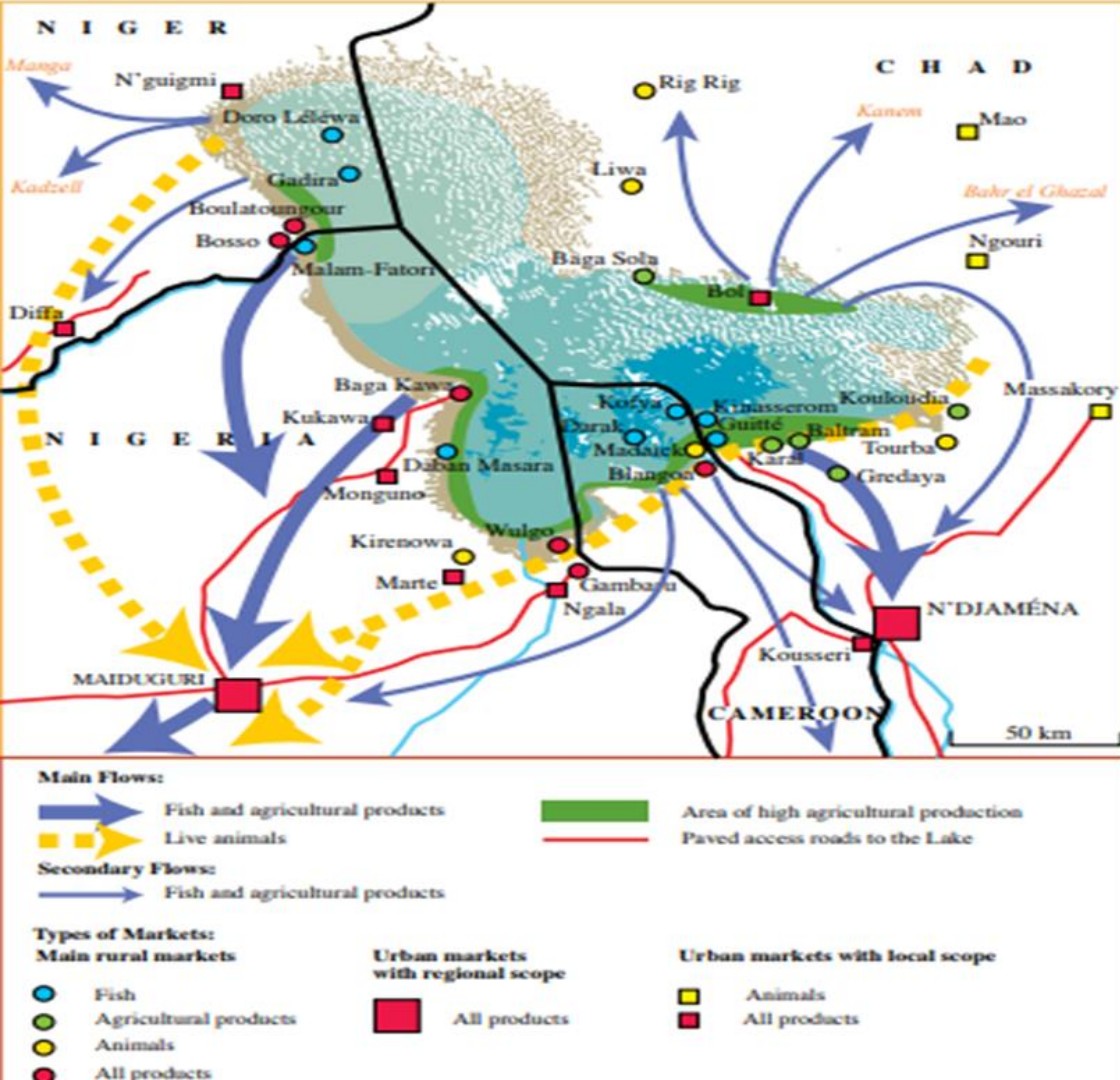 NIGER
CHAD
Manga
N'guigmi
Rig Rig
Kanem
Mao
Doro Léléwa
Liwa
Kadzell
Gadira
Bahr el Ghazal
Boulatoungour
Bosso
Ngouri
Baga Sola
Malam-Fatori
Bol
Diffa
Baga Kawa
Massakory
Kouloudia
Kofya
Kinasserom
Kukawa
Darak
Guitté
Baltram
NIGERIA
Madaiek
Tourba
Karal
Daban Masara
Blangoa
Gredaya
Monguno
Wulgo
Kirenowa
Marte
Gambaru
Ngala
N'DJAMÉNA
Kousseri
MAIDUGURI
CAMEROON
50 km
Main Flows:
Fish and agricultural products
Area of high agricultural production
Live animals
Paved access roads to the Lake
Secondary Flows:
Fish and agricultural products
Types of Markets:
Main rural markets
Urban markets
with regional scope
Urban markets with local scope
Fish
Animals
Agricultural products
All products
All products
Animals
All products